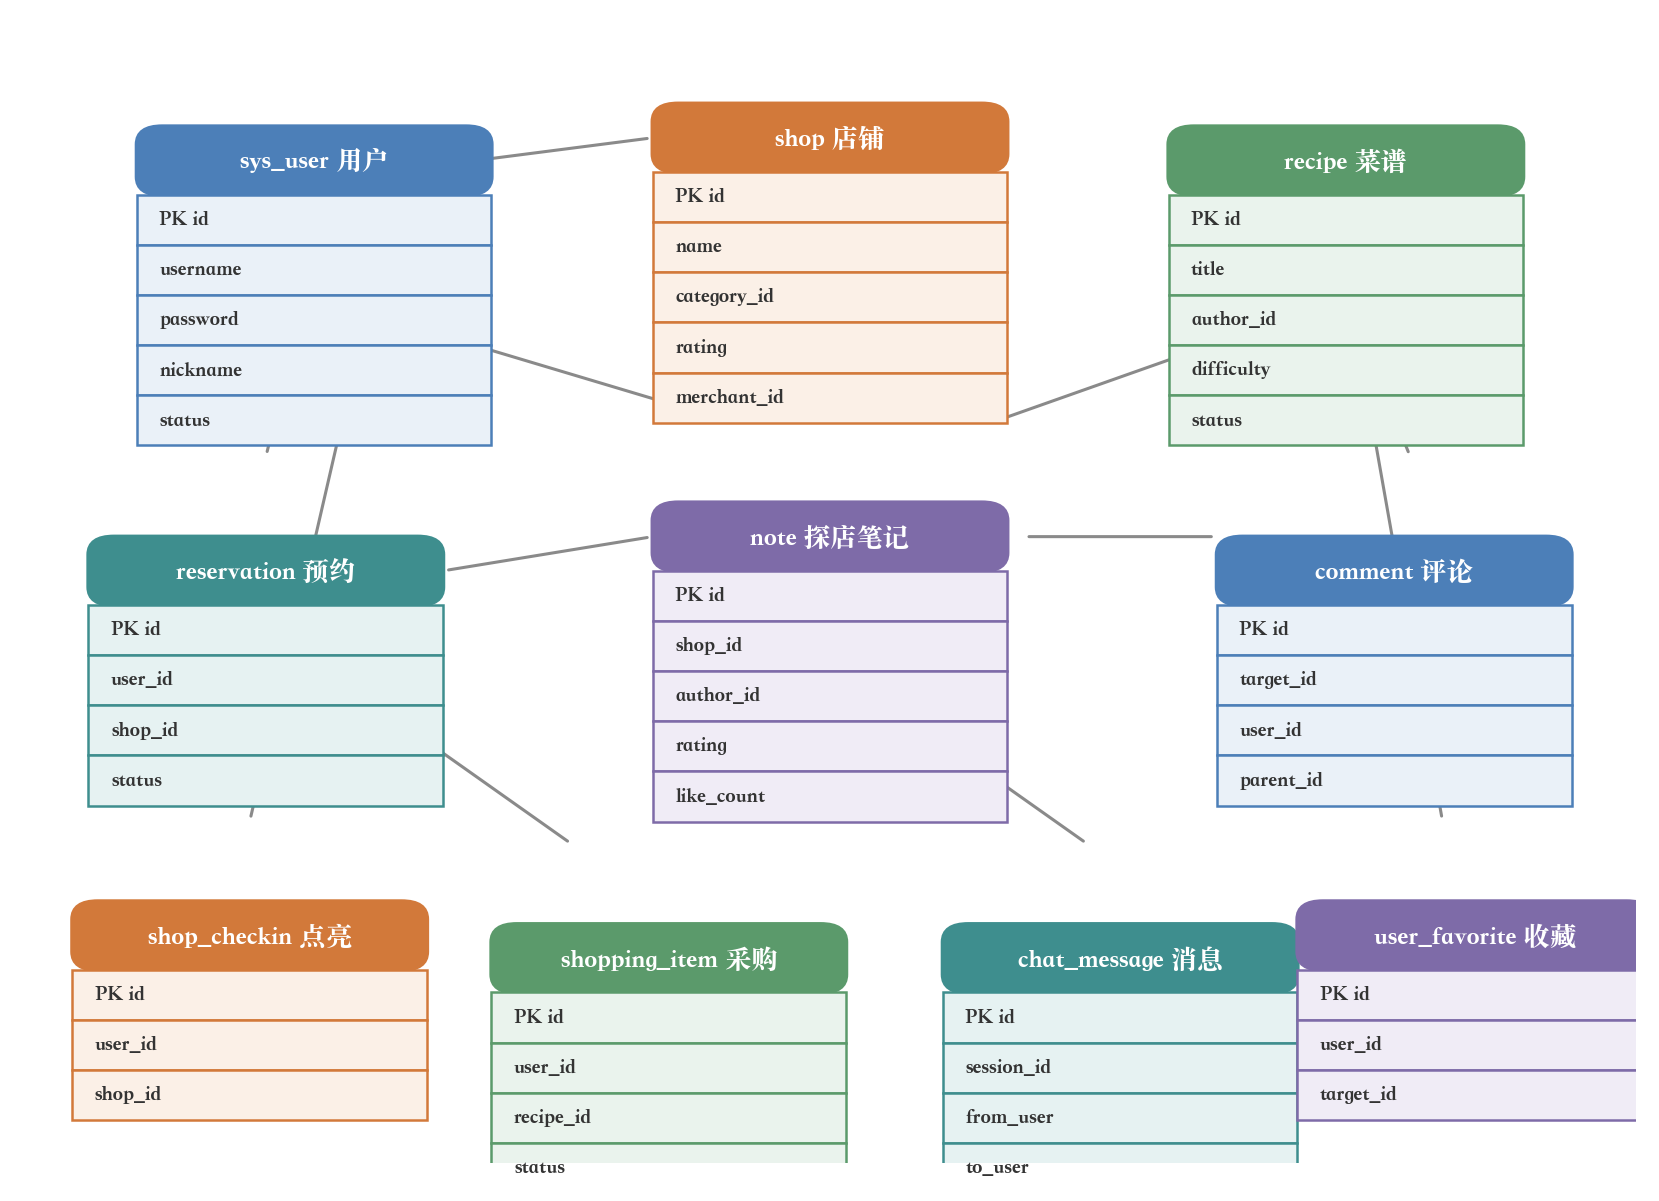 sys_user 用户
PK id
username
password
nickname
status
shop 店铺
PK id
name
category_id
rating
merchant_id
recipe 菜谱
PK id
title
author_id
difficulty
status
reservation 预约
PK id
user_id
shop_id
status
note 探店笔记
PK id
shop_id
author_id
rating
like_count
comment 评论
PK id
target_id
user_id
parent_id
shop_checkin 点亮
PK id
user_id
shop_id
shopping_item 采购
PK id
user_id
recipe_id
status
chat_message 消息
PK id
session_id
from_user
to_user
user_favorite 收藏
PK id
user_id
target_id